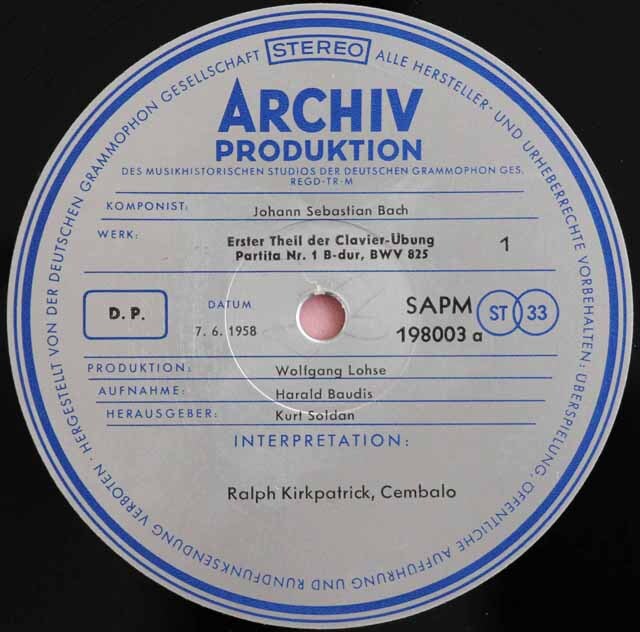 HERGESTELLT VON DER DEUTSCHEN GRAMMOPHON GESELLSCHAFT
STEREO
ALLE HERSTELLER- UND URHEBERRECHTE VORBEHALTEN: ÜBERSPIELUNG, ÖFFENTLICHE AUFFÜHRUNG UND RUNDFUNKSENDUNG VERBOTEN ·
ARCHIV
PRODUKTION
DES MUSIKHISTORISCHEN STUDIOS DER DEUTSCHEN GRAMMOPHON GES.
REGD-TR-M
KOMPONIST: Johann Sebastian Bach
WERK: Erster Theil der Clavier-Übung 1
Partita Nr. 1 B-dur, BWV 825
D. P.
DATUM
7. 6. 1958
SAPM
198003 a
ST 33
PRODUKTION: Wolfgang Lohse
AUFNAHME: Harald Baudis
HERAUSGEBER: Kurt Soldan
INTERPRETATION:
Ralph Kirkpatrick, Cembalo